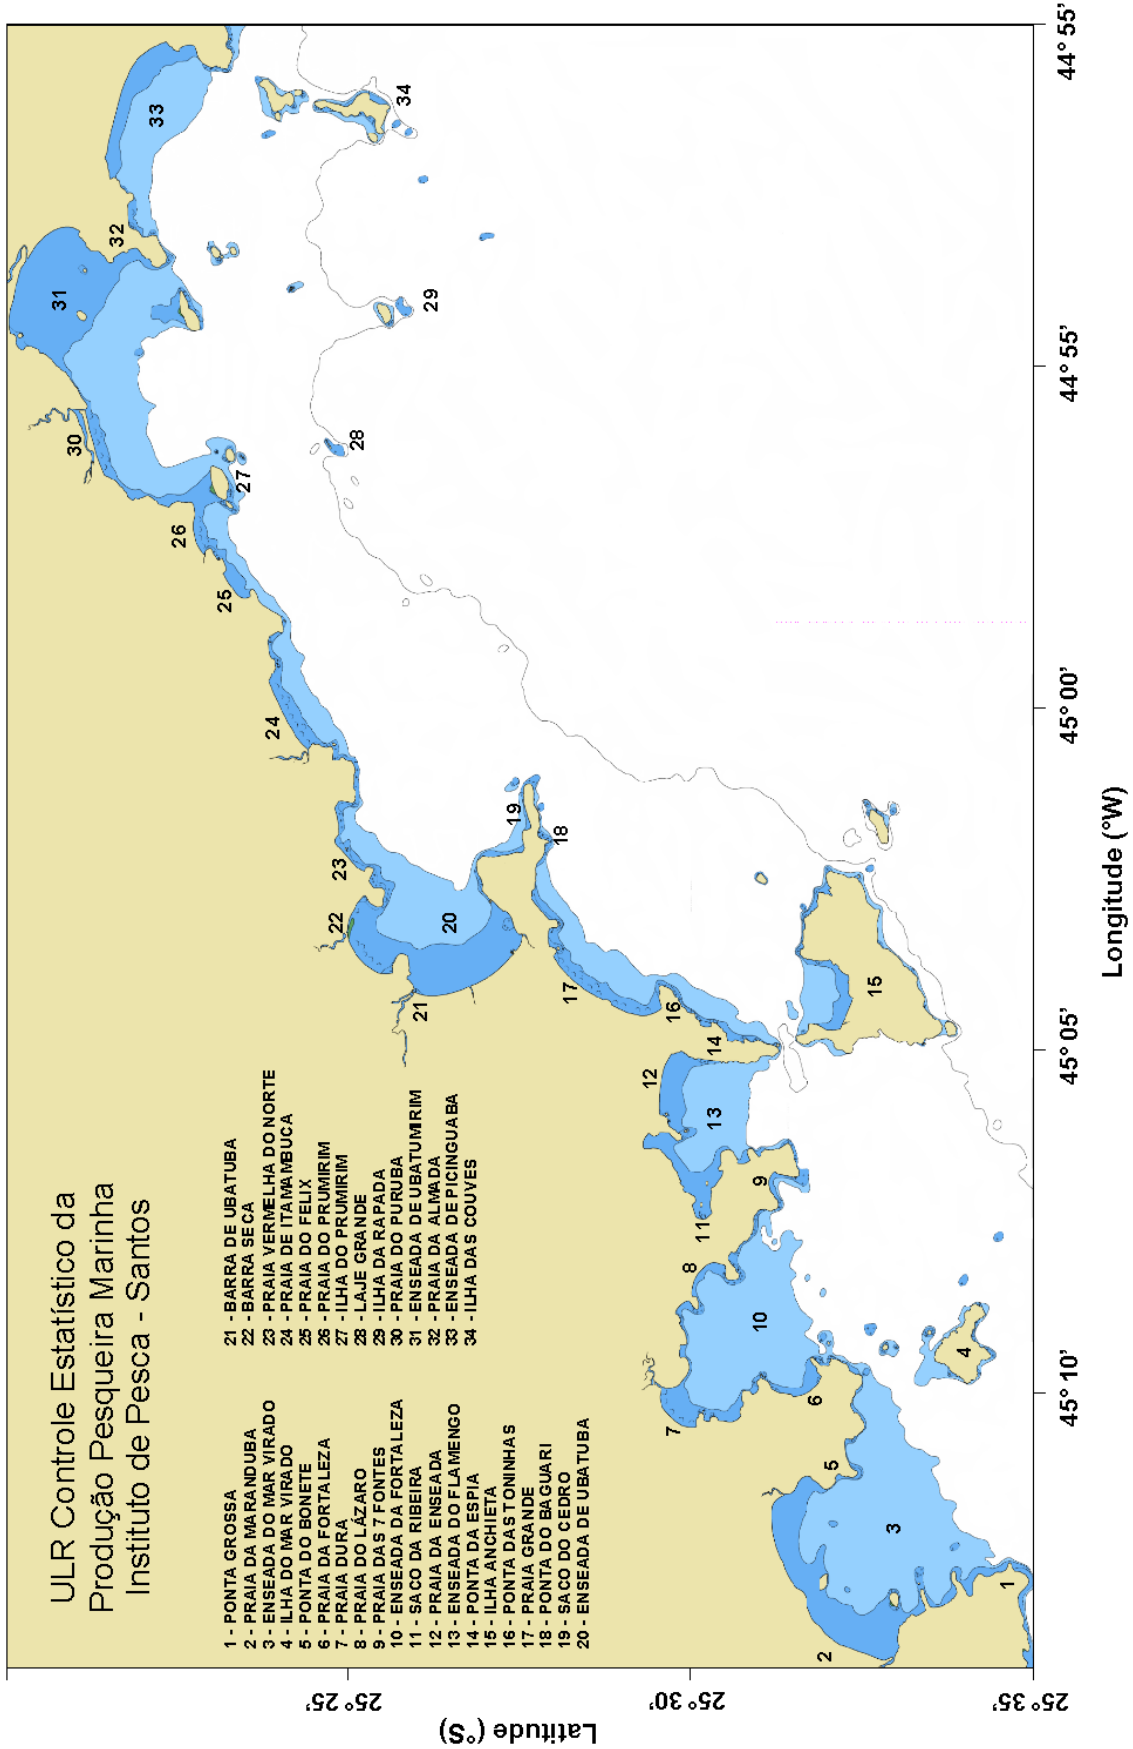 ULR Controle Estatístico da
Produção Pesqueira Marinha
Instituto de Pesca - Santos
1 - PONTA GROSSA
2 - PRAIA DA MARANDUBA
3 - ENSEADA DO MAR VIRADO
4 - ILHA DO MAR VIRADO
5 - PONTA DO BONETE
6 - PRAIA DA FORTALEZA
7 - PRAIA DURA
8 - PRAIA DO LÁZARO
9 - PRAIA DAS 7 FONTES
10 - ENSEADA DA FORTALEZA
11 - SACO DA RIBEIRA
12 - PRAIA DA ENSEADA
13 - ENSEADA DO FLAMENGO
14 - PONTA DA ESPIA
15 - ILHA ANCHIETA
16 - PONTA DAS TONINHAS
17 - PRAIA GRANDE
18 - PONTA DO BAGUARI
19 - SACO DO CEDRO
20 - ENSEADA DE UBATUBA
21 - BARRA DE UBATUBA
22 - BARRA SECA
23 - PRAIA VERMELHA DO NORTE
24 - PRAIA DE ITAMAMBUCA
25 - PRAIA DO FELIX
26 - PRAIA DO PRUMIRIM
27 - ILHA DO PRUMIRIM
28 - LAJE GRANDE
29 - ILHA DA RAPADA
30 - PRAIA DO PURUBA
31 - ENSEADA DE UBATUMIRIM
32 - PRAIA DA ALMADA
33 - ENSEADA DE PICINGUABA
34 - ILHA DAS COUVES
1
2
3
4
5
6
7
8
9
10
11
12
13
14
15
16
17
18
19
20
21
22
23
24
25
26
27
28
29
30
31
32
33
34
25° 25'
25° 30'
25° 35'
Latitude (°S)
45° 10'
45° 05'
45° 00'
44° 55'
44° 55'
Longitude (°W)